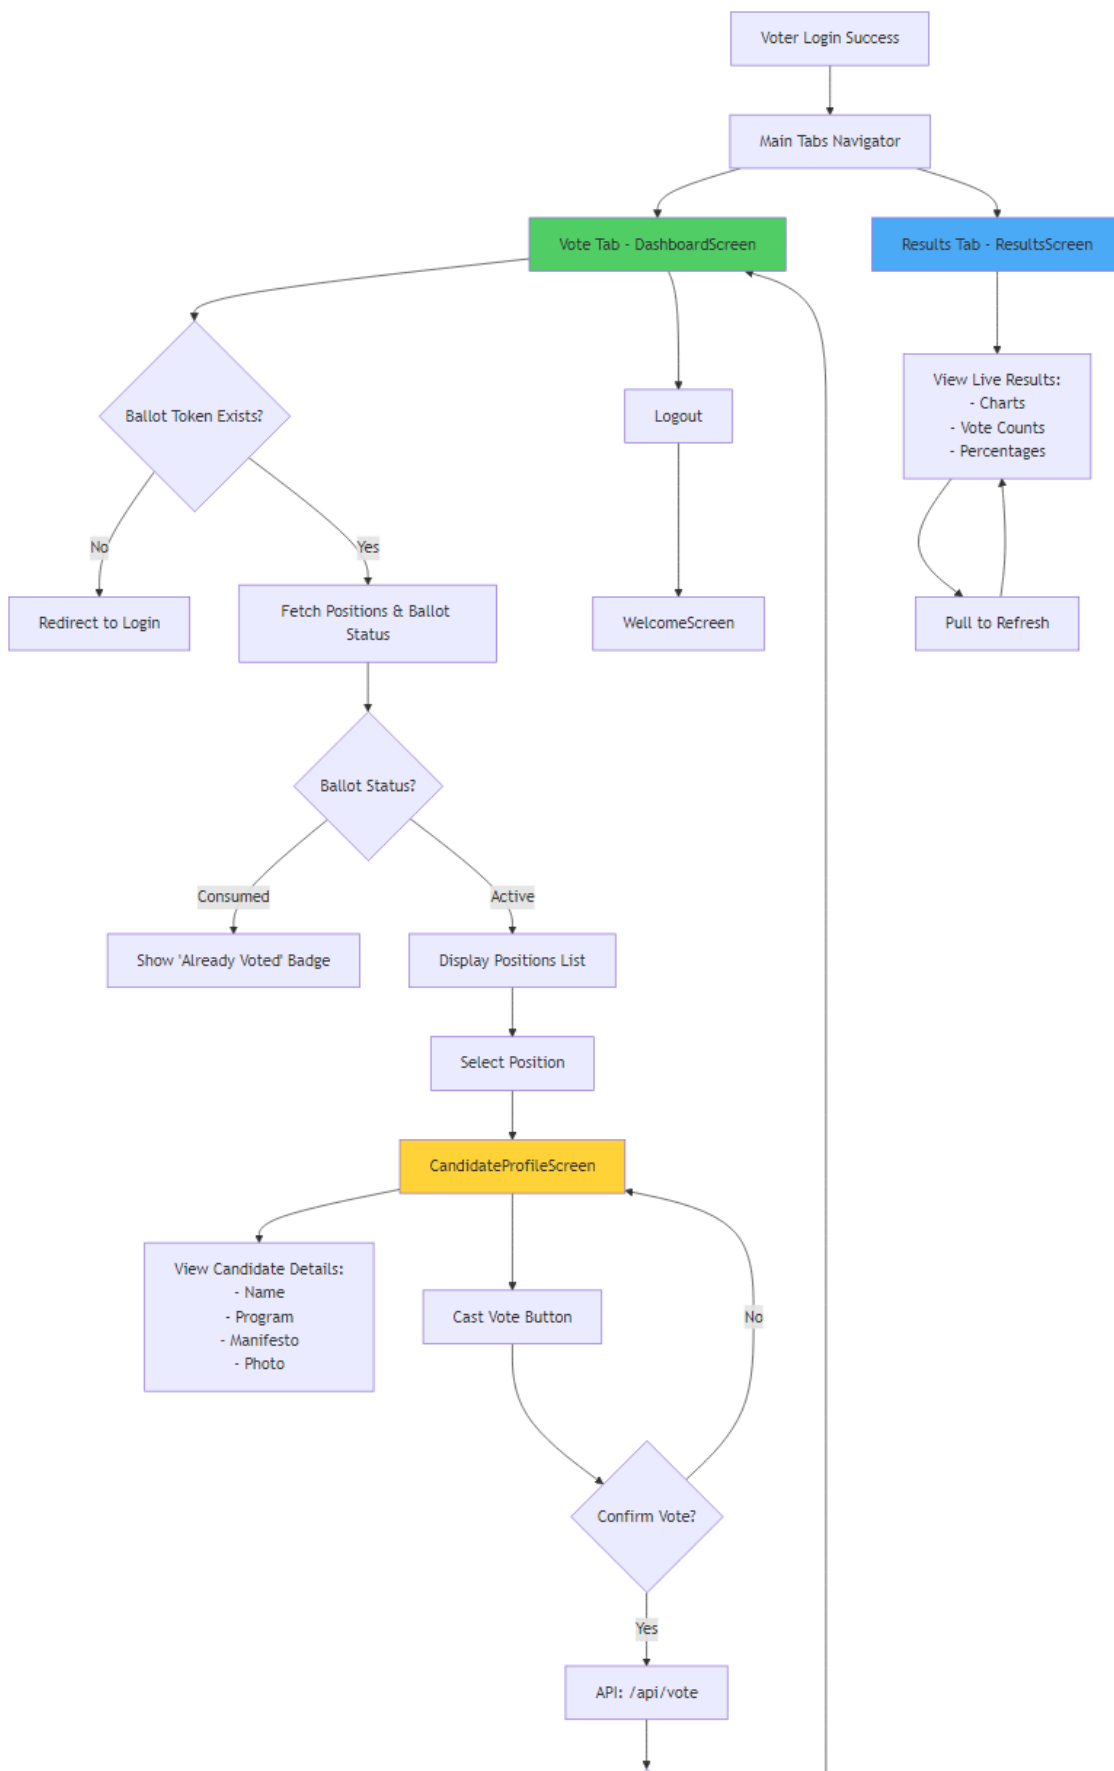 Voter Login Success
Main Tabs Navigator
Vote Tab - DashboardScreen
Results Tab - ResultsScreen
View Live Results:
- Charts
- Vote Counts
- Percentages
Ballot Token Exists?
Logout
No
Yes
Redirect to Login
Fetch Positions & Ballot
Status
WelcomeScreen
Pull to Refresh
Ballot Status?
Consumed
Active
Show 'Already Voted' Badge
Display Positions List
Select Position
CandidateProfileScreen
View Candidate Details:
- Name
- Program
- Manifesto
- Photo
Cast Vote Button
No
Confirm Vote?
Yes
API: /api/vote